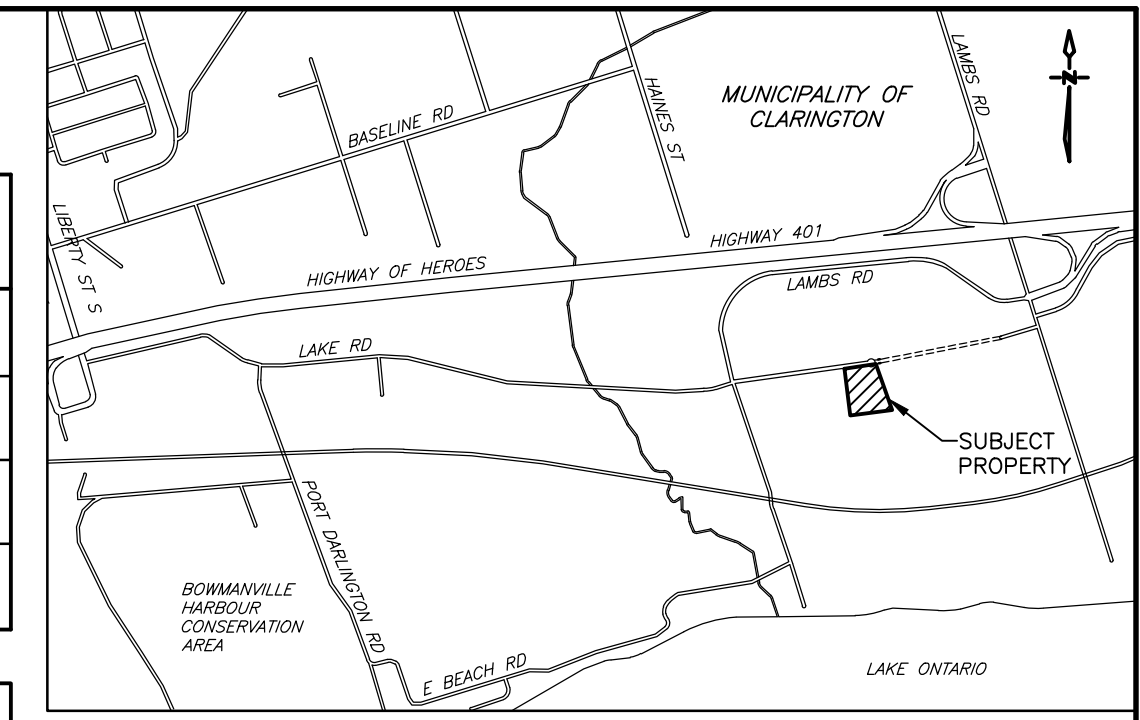 LAMBS RD
N
MUNICIPALITY OF
CLARINGTON
HAINES ST
BASELINE RD
LIBERTY ST S
HIGHWAY 401
HIGHWAY OF HEROES
LAMBS RD
LAKE RD
SUBJECT
PROPERTY
PORT DARLINGTON RD
BOWMANVILLE
HARBOUR
CONSERVATION
AREA
E BEACH RD
LAKE ONTARIO